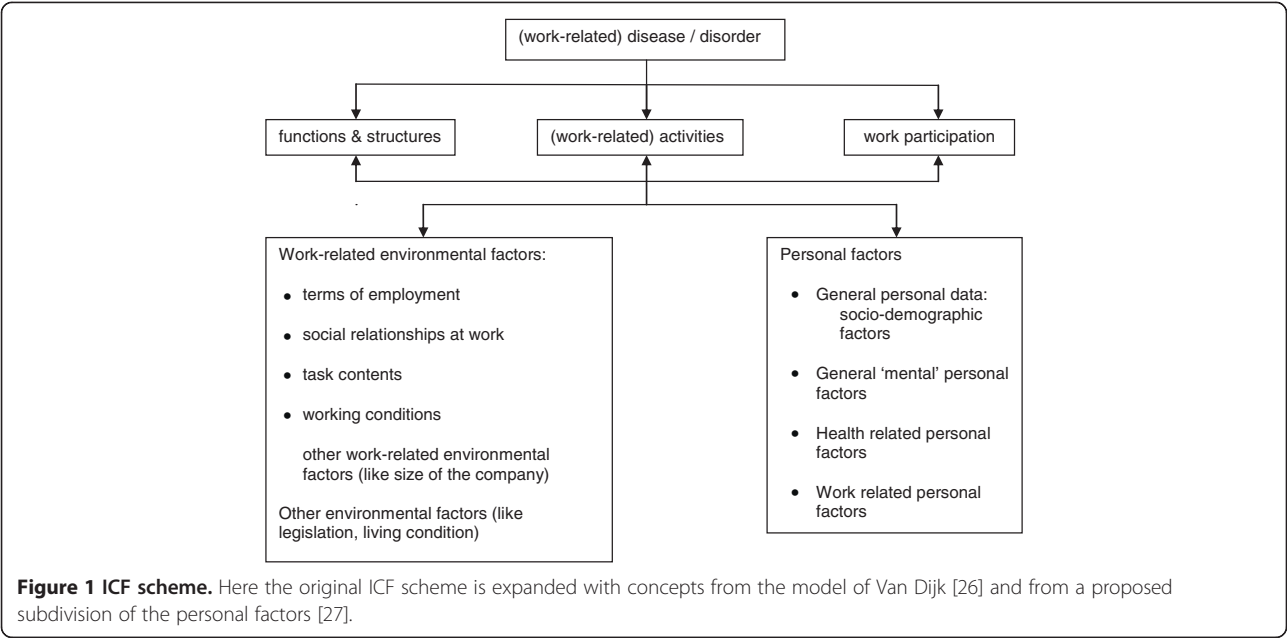 (work-related) disease / disorder
functions & structures
(work-related) activities
work participation
Work-related environmental factors:
• terms of employment
• social relationships at work
• task contents
• working conditions
other work-related environmental
factors (like size of the company)
Other environmental factors (like
legislation, living condition)
Personal factors
• General personal data:
socio-demographic
factors
• General ‘mental’ personal
factors
• Health related personal
factors
• Work related personal
factors
Figure 1 ICF scheme. Here the original ICF scheme is expanded with concepts from the model of Van Dijk [26] and from a proposed
subdivision of the personal factors [27].